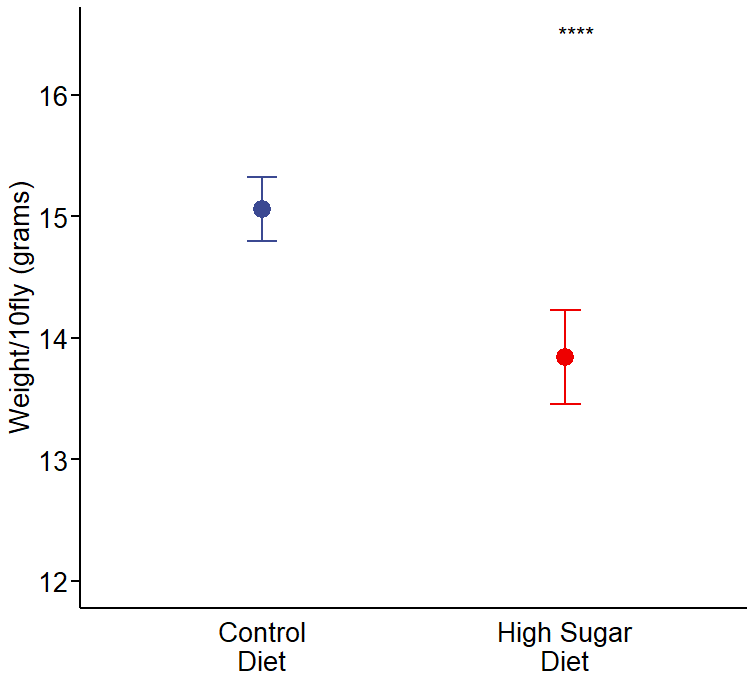 ****
16
15
14
13
12
Weight/10fly (grams)
Control
Diet
High Sugar
Diet